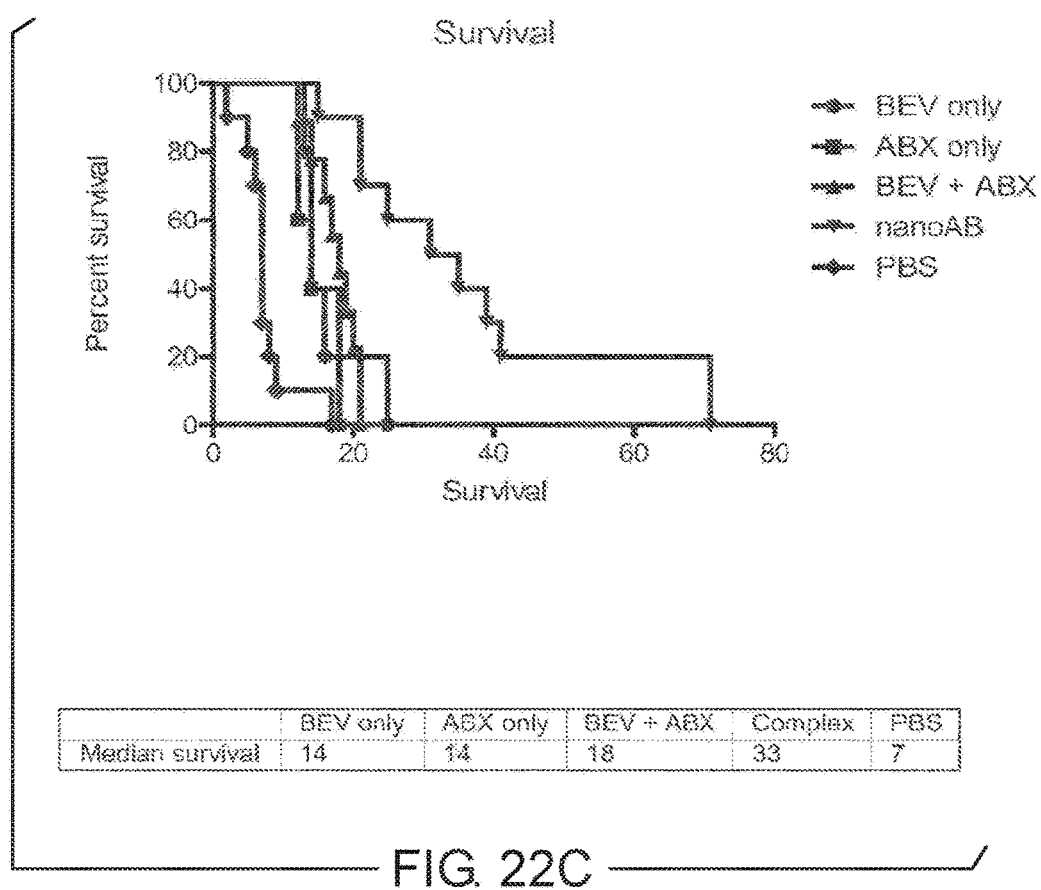 Survival
100
80
60
40
20
0
Percent survival
0 20 40 60 80
Survival
BEV only
ABX only
BEV + ABX
nanoAB
PBS
BEV only ABX only BEV + ABX Complex PBS
Median survival 14 14 18 33 7
FIG. 22C